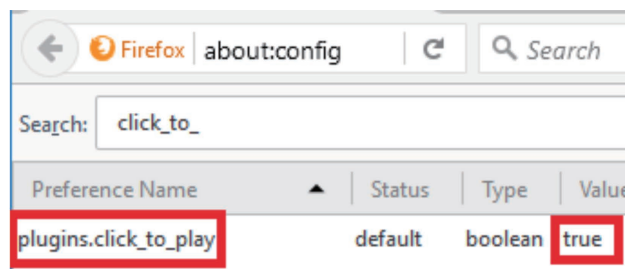 Firefox about:config Search
Search: click_to_
Preference Name Status Type Value
plugins.click_to_play default boolean true